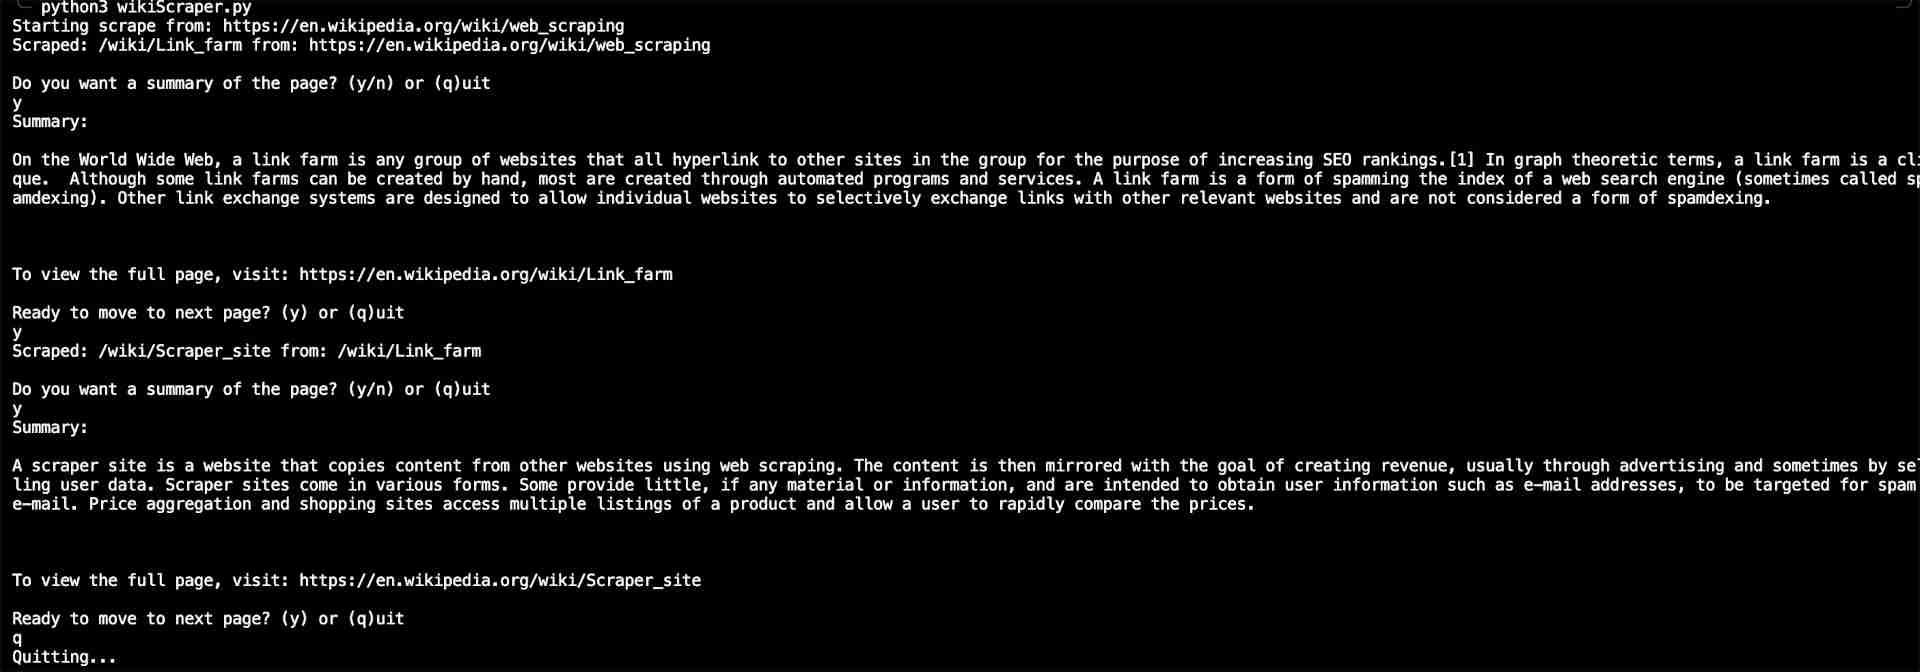 python3 wikiScraper.py
Starting scrape from: https://en.wikipedia.org/wiki/web_scraping
Scraped: /wiki/Link_farm from: https://en.wikipedia.org/wiki/web_scraping
Do you want a summary of the page? (y/n) or (q)uit
y
Summary:
On the World Wide Web, a link farm is any group of websites that all hyperlink to other sites in the group for the purpose of increasing SEO rankings.[1] In graph theoretic terms, a link farm is a cli
que.  Although some link farms can be created by hand, most are created through automated programs and services. A link farm is a form of spamming the index of a web search engine (sometimes called sp
amdexing). Other link exchange systems are designed to allow individual websites to selectively exchange links with other relevant websites and are not considered a form of spamdexing.
To view the full page, visit: https://en.wikipedia.org/wiki/Link_farm
Ready to move to next page? (y) or (q)uit
y
Scraped: /wiki/Scraper_site from: /wiki/Link_farm
Do you want a summary of the page? (y/n) or (q)uit
y
Summary:
A scraper site is a website that copies content from other websites using web scraping. The content is then mirrored with the goal of creating revenue, usually through advertising and sometimes by sel
ling user data. Scraper sites come in various forms. Some provide little, if any material or information, and are intended to obtain user information such as e-mail addresses, to be targeted for spam
e-mail. Price aggregation and shopping sites access multiple listings of a product and allow a user to rapidly compare the prices.
To view the full page, visit: https://en.wikipedia.org/wiki/Scraper_site
Ready to move to next page? (y) or (q)uit
q
Quitting...